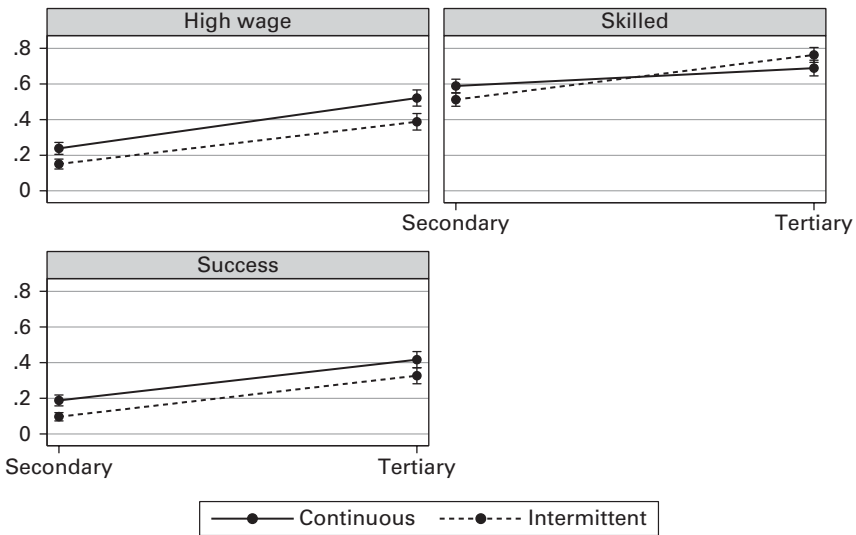 High wage
Skilled
.8
.6
.4
.2
0
Secondary
Tertiary
Success
.8
.6
.4
.2
0
Secondary
Tertiary
Continuous
Intermittent